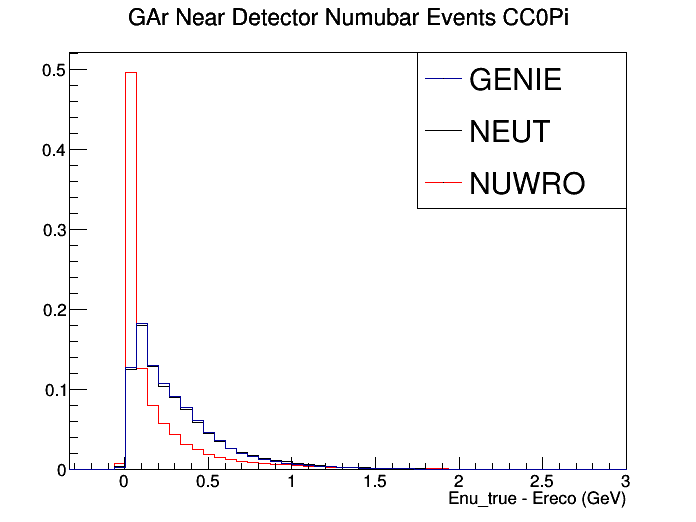 GAr Near Detector Numubar Events CC0Pi
GENIE
NEUT
NUWRO
0.5
0.4
0.3
0.2
0.1
0
0 0.5 1 1.5 2 2.5 3
Enu_true - Ereco (GeV)